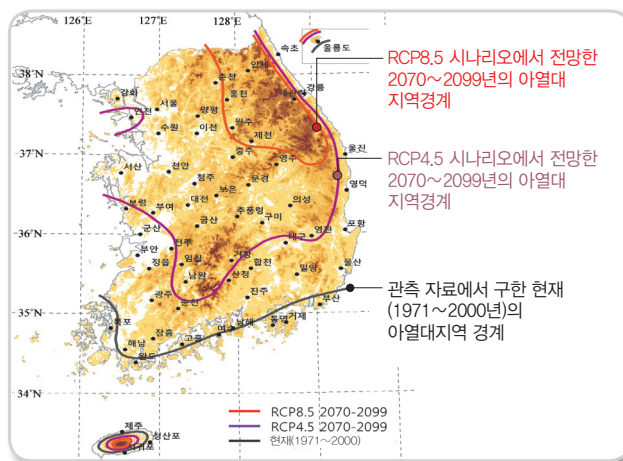 126°E
127°E
128°E
38°N
37°N
36°N
35°N
34°N
속초
울릉도
인제
춘천
강릉
홍천
강화
서울
양평
원주
수원
이천
제천
충주
울진
서산
천안
영주
청주
문경
영덕
보은
의성
대전
보령
부여
추풍령
구미
포항
군산
금산
영천
대구
전주
부안
거창
임실
합천
정읍
밀양
울산
남원
산청
광주
진주
순천
부산
목포
남해
통영
거제
여수
장흥
고흥
해남
완도
제주
성산포
서귀포
RCP8.5 시나리오에서 전망한
2070~2099년의 아열대
지역경계
RCP4.5 시나리오에서 전망한
2070~2099년의 아열대
지역경계
관측 자료에서 구한 현재
(1971~2000년)의
아열대지역 경계
RCP8.5 2070-2099
RCP4.5 2070-2099
현재(1971~2000)